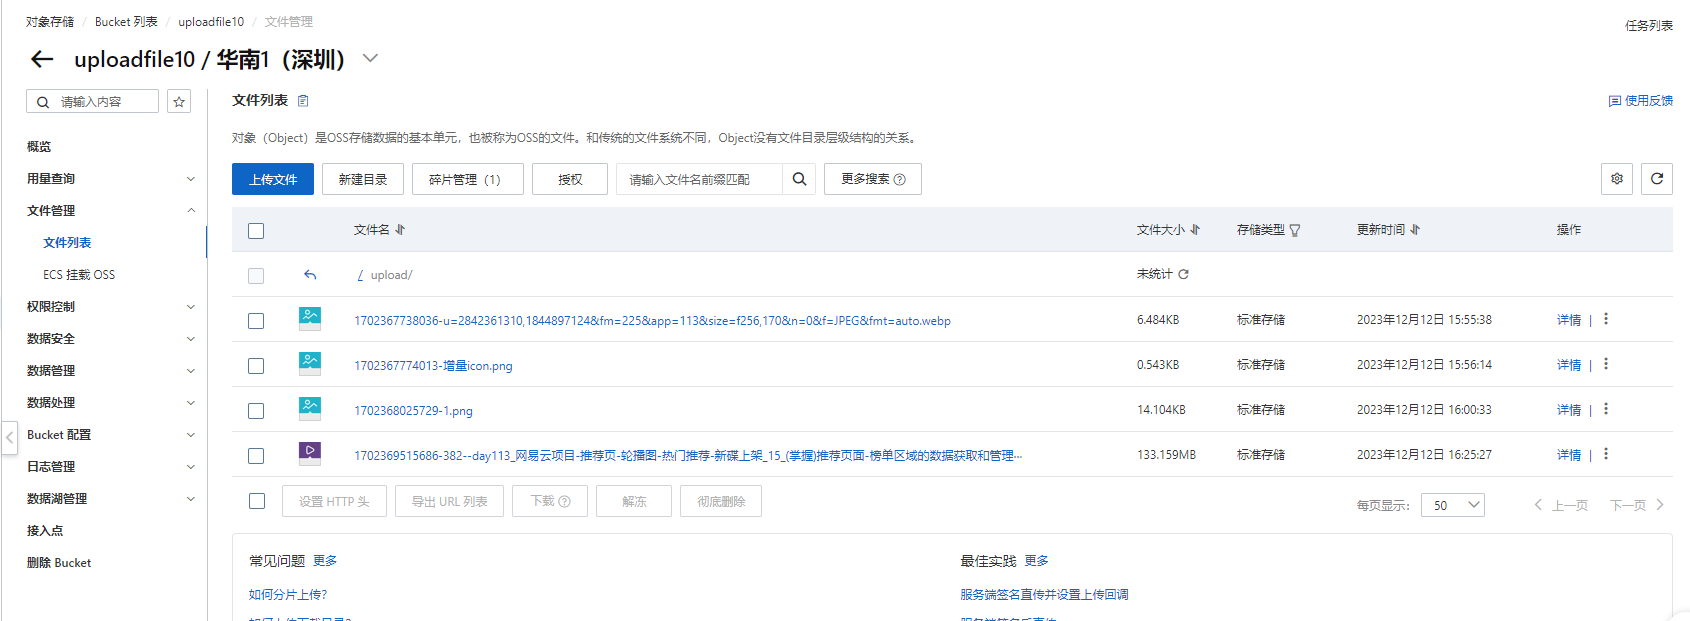 对象存储 / Bucket 列表 / uploadfile10 / 文件管理
任务列表
uploadfile10 / 华南1（深圳）
请输入内容
概览
用量查询
文件管理
文件列表
ECS 挂载 OSS
权限控制
数据安全
数据管理
数据处理
Bucket 配置
日志管理
数据湖管理
接入点
删除 Bucket
文件列表
使用反馈
对象（Object）是OSS存储数据的基本单元，也被称为OSS的文件。和传统的文件系统不同，Object没有文件目录层级结构的关系。
上传文件 新建目录 碎片管理（1） 授权 请输入文件名前缀匹配 更多搜索
文件名 文件大小 存储类型 更新时间 操作
/ upload/ 未统计
1702367738036-u=2842361310,1844897124&fm=225&app=113&size=f256,170&n=0&f=JPEG&fmt=auto.webp 6.484KB 标准存储 2023年12月12日 15:55:38 详情 |
1702367774013-增量icon.png 0.543KB 标准存储 2023年12月12日 15:56:14 详情 |
1702368025729-1.png 14.104KB 标准存储 2023年12月12日 16:00:33 详情 |
1702369515686-382--day113_网易云项目-推荐页-轮播图-热门推荐-新碟上架_15_(掌握)推荐页面-榜单区域的数据获取和管理··· 133.159MB 标准存储 2023年12月12日 16:25:27 详情 |
设置 HTTP 头 导出 URL 列表 下载 解冻 彻底删除 每页显示： 50 上一页 下一页
常见问题 更多 最佳实践 更多
如何分片上传? 服务端签名直传并设置上传回调